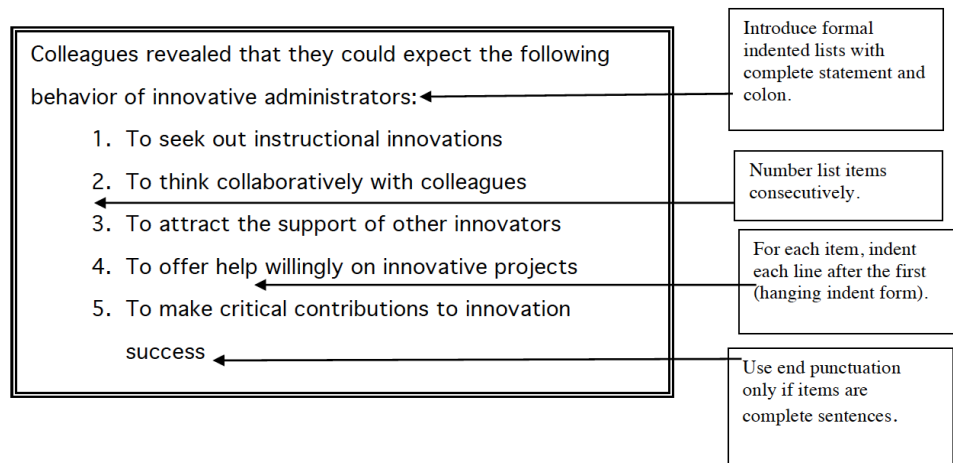 Colleagues revealed that they could expect the following
behavior of innovative administrators:
1. To seek out instructional innovations
2. To think collaboratively with colleagues
3. To attract the support of other innovators
4. To offer help willingly on innovative projects
5. To make critical contributions to innovation
success
Introduce formal
indented lists with
complete statement and
colon.
Number list items
consecutively.
For each item, indent
each line after the first
(hanging indent form).
Use end punctuation
only if items are
complete sentences.